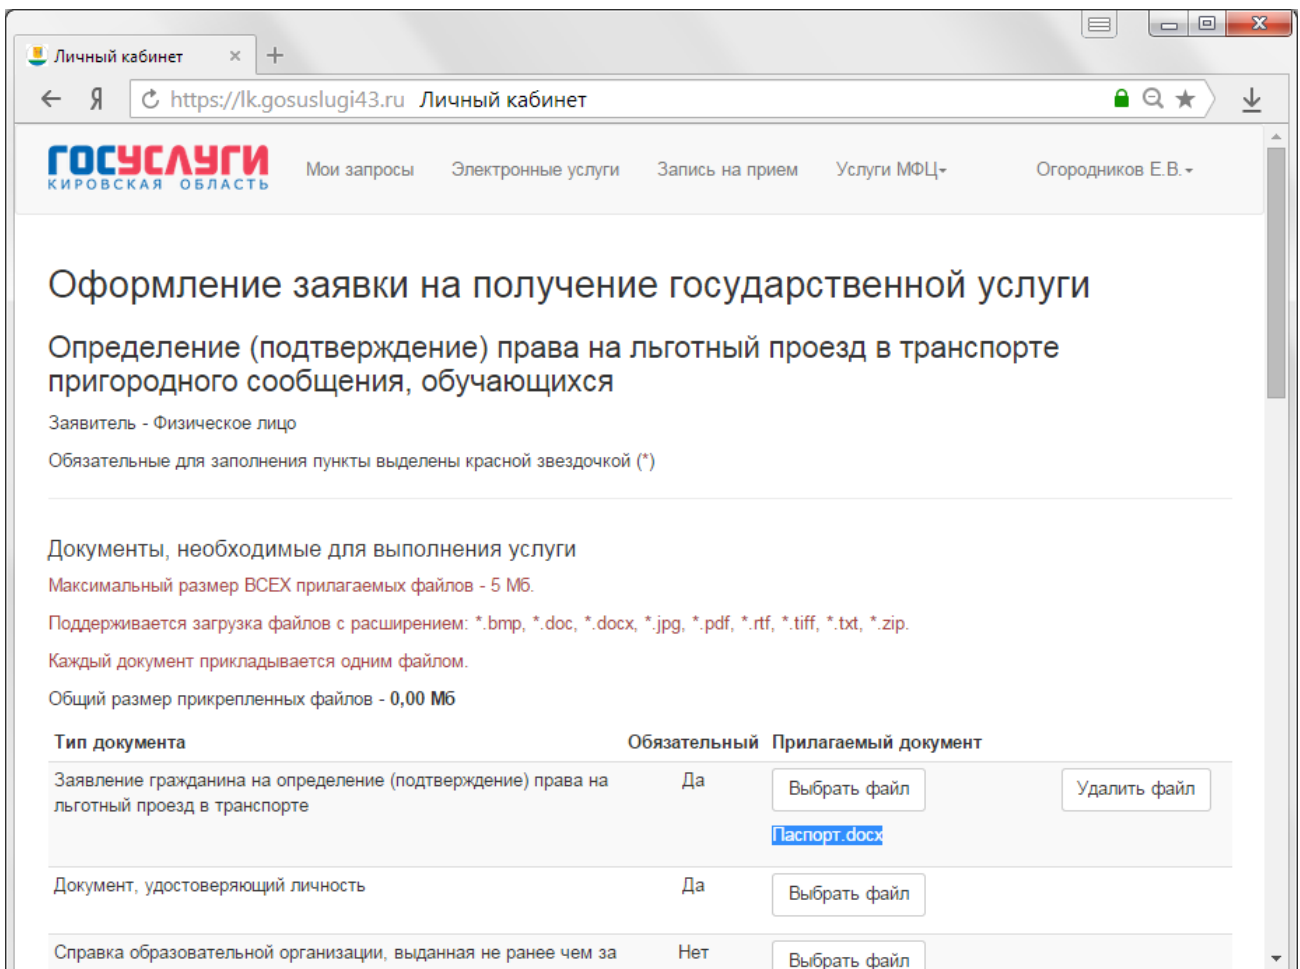 Личный кабинет
Я https://lk.gosuslugi43.ru Личный кабинет
госуслуги
КИРОВСКАЯ ОБЛАСТЬ
Мои запросы Электронные услуги Запись на прием Услуги МФЦ Огородников Е.В.
Оформление заявки на получение государственной услуги
Определение (подтверждение) права на льготный проезд в транспорте
пригородного сообщения, обучающихся
Заявитель - Физическое лицо
Обязательные для заполнения пункты выделены красной звездочкой (*)
Документы, необходимые для выполнения услуги
Максимальный размер ВСЕХ прилагаемых файлов - 5 Мб.
Поддерживается загрузка файлов с расширением: *.bmp, *.doc, *.docx, *.jpg, *.pdf, *.rtf, *.tiff, *.txt, *.zip.
Каждый документ прикладывается одним файлом.
Общий размер прикрепленных файлов - 0,00 Мб
Тип документа Обязательный Прилагаемый документ
Заявление гражданина на определение (подтверждение) права на
льготный проезд в транспорте
Да Выбрать файл Удалить файл
Паспорт.docx
Документ, удостоверяющий личность Да Выбрать файл
Справка образовательной организации, выданная не ранее чем за Нет Выбрать файл